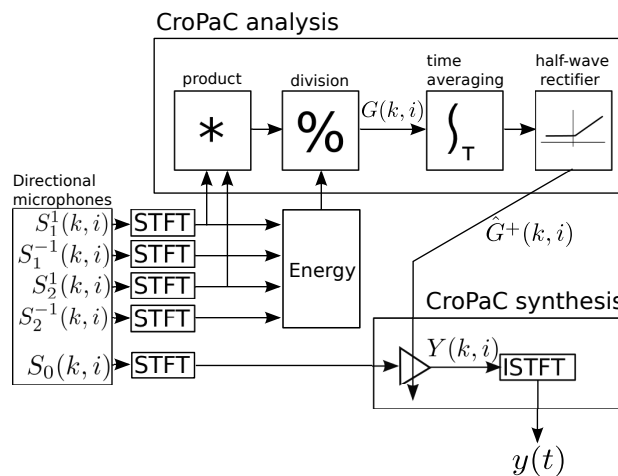 CroPaC analysis
product
division
time
averaging
half-wave
rectifier
*
%
G(k, i)
∫T
Directional
microphones
S_1^1(k, i)
STFT
S_1^{-1}(k, i)
STFT
S_2^1(k, i)
STFT
S_2^{-1}(k, i)
STFT
Energy
Ĝ^+(k, i)
CroPaC synthesis
S_0(k, i)
STFT
Y(k, i)
ISTFT
y(t)